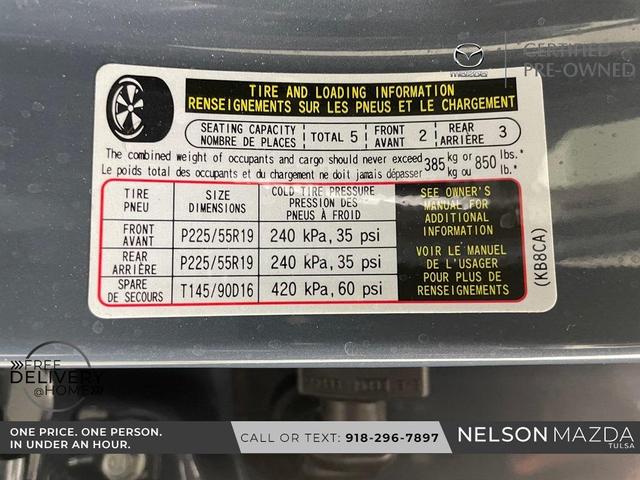 mazda
CERTIFIED
PRE-OWNED
TIRE AND LOADING INFORMATION
RENSEIGNEMENTS SUR LES PNEUS ET LE CHARGEMENT
SEATING CAPACITY
NOMBRE DE PLACES
TOTAL 5
FRONT
AVANT 2
REAR
ARRIÈRE 3
The combined weight of occupants and cargo should never exceed 385 kg or 850 lbs.*
Le poids total des occupants et du chargement ne doit jamais dépasser kg ou lb.*
TIRE
PNEU
SIZE
DIMENSIONS
COLD TIRE PRESSURE
PRESSION DES
PNEUS À FROID
FRONT
AVANT
P225/55R19
240 kPa, 35 psi
REAR
ARRIÈRE
P225/55R19
240 kPa, 35 psi
SPARE
DE SECOURS
T145/90D16
420 kPa, 60 psi
SEE OWNER'S
MANUAL FOR
ADDITIONAL
INFORMATION
VOIR LE MANUEL
DE L'USAGER
POUR PLUS DE
RENSEIGNEMENTS
(KB8CA)
FREE
DELIVERY
@HOME
ONE PRICE. ONE PERSON.
IN UNDER AN HOUR.
CALL OR TEXT: 918-296-7897
NELSON MAZDA
TULSA